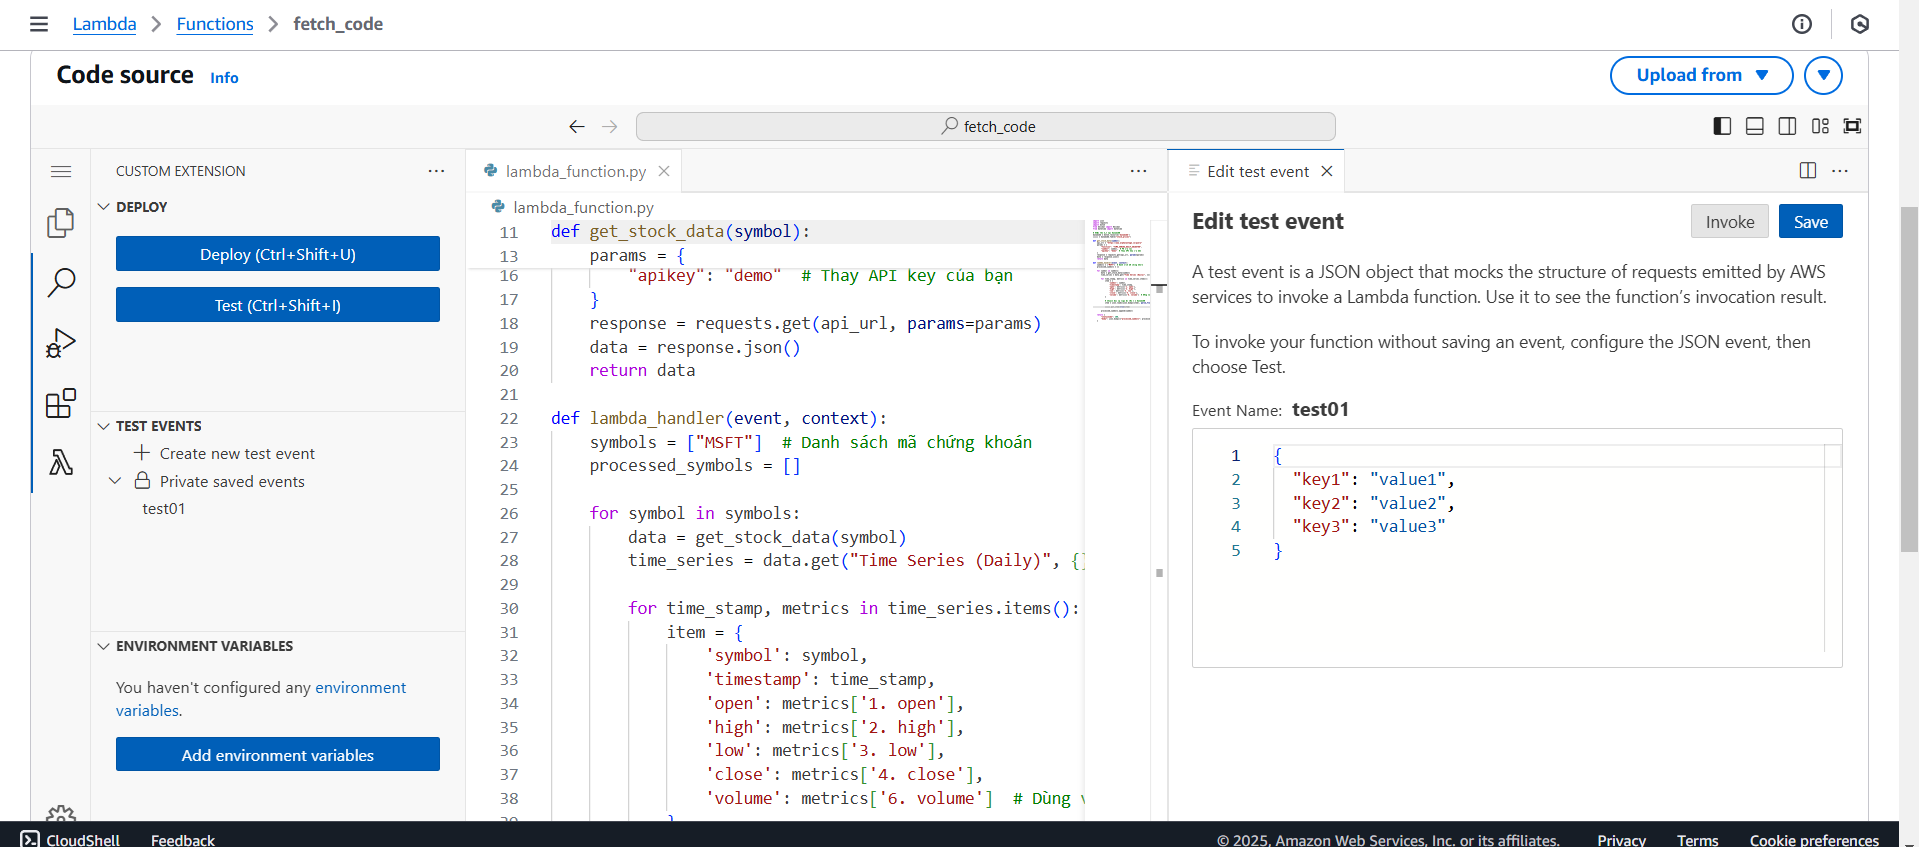 Lambda > Functions > fetch_code
Code source Info
Upload from
fetch_code
CUSTOM EXTENSION
DEPLOY
Deploy (Ctrl+Shift+U)
Test (Ctrl+Shift+I)
TEST EVENTS
Create new test event
Private saved events
test01
ENVIRONMENT VARIABLES
You haven't configured any environment
variables.
Add environment variables
lambda_function.py
lambda_function.py
11 def get_stock_data(symbol):
13     params = {
16         "apikey": "demo"  # Thay API key của bạn
17     }
18     response = requests.get(api_url, params=params)
19     data = response.json()
20     return data
21
22 def lambda_handler(event, context):
23     symbols = ["MSFT"]  # Danh sách mã chứng khoán
24     processed_symbols = []
25
26     for symbol in symbols:
27         data = get_stock_data(symbol)
28         time_series = data.get("Time Series (Daily)", {}
29
30         for time_stamp, metrics in time_series.items():
31             item = {
32                 'symbol': symbol,
33                 'timestamp': time_stamp,
34                 'open': metrics['1. open'],
35                 'high': metrics['2. high'],
36                 'low': metrics['3. low'],
37                 'close': metrics['4. close'],
38                 'volume': metrics['6. volume']  # Dùng
Edit test event
Edit test event
Invoke
Save
A test event is a JSON object that mocks the structure of requests emitted by AWS
services to invoke a Lambda function. Use it to see the function’s invocation result.
To invoke your function without saving an event, configure the JSON event, then
choose Test.
Event Name: test01
1 {
2   "key1": "value1",
3   "key2": "value2",
4   "key3": "value3"
5 }
CloudShell Feedback
© 2025, Amazon Web Services, Inc. or its affiliates. Privacy Terms Cookie preferences